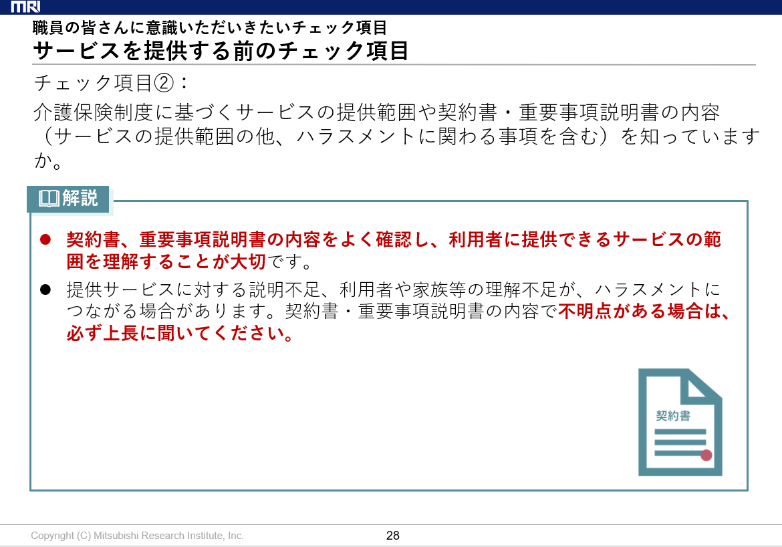 MRI
職員の皆さんに意識いただいきたいチェック項目
サービスを提供する前のチェック項目
チェック項目②：
介護保険制度に基づくサービスの提供範囲や契約書・重要事項説明書の内容
（サービスの提供範囲の他、ハラスメントに関わる事項を含む）を知っています
か。
解説
● 契約書、重要事項説明書の内容をよく確認し、利用者に提供できるサービスの範
囲を理解することが大切です。
● 提供サービスに対する説明不足、利用者や家族等の理解不足が、ハラスメントに
つながる場合があります。契約書・重要事項説明書の内容で不明点がある場合は、
必ず上長に聞いてください。
契約書
Copyright (C) Mitsubishi Research Institute, Inc.
28